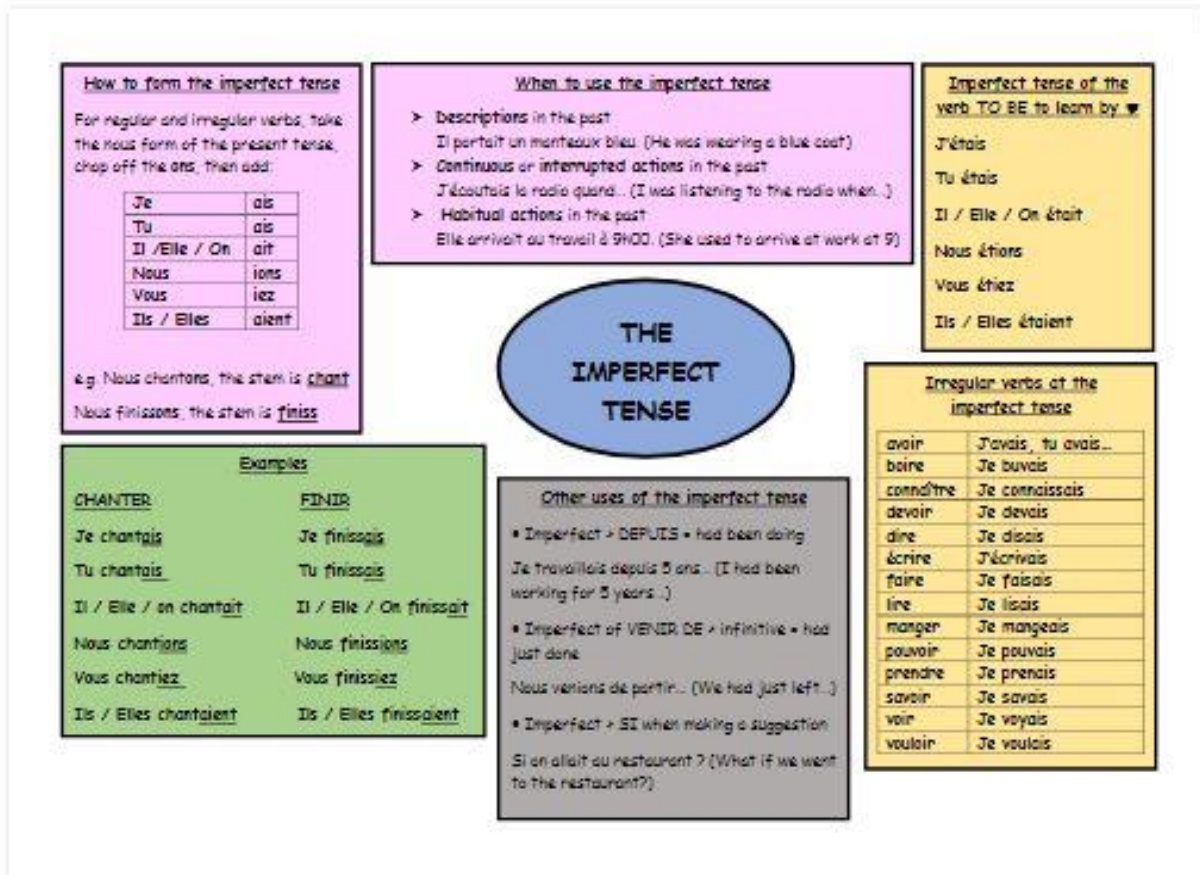 How to form the imperfect tense
For regular and irregular verbs, take
the nous form of the present tense,
chop off the ons, then add:
Je ais
Tu ais
Il /Elle / On ait
Nous ions
Vous iez
Ils / Elles aient
e.g. Nous chantons, the stem is chant
Nous finissons, the stem is finiss
When to use the imperfect tense
➤ Descriptions in the past
Il portait un manteaux bleu. (He was wearing a blue coat)
➤ Continuous or interrupted actions in the past
J'écoutais la radio quand... (I was listening to the radio when...)
➤ Habitual actions in the past
Elle arrivait au travail à 9h00. (She used to arrive at work at 9)
Imperfect tense of the
verb TO BE to learn by ♥
J'étais
Tu étais
Il / Elle / On était
Nous étions
Vous étiez
Ils / Elles étaient
THE
IMPERFECT
TENSE
Irregular verbs at the
imperfect tense
avoir J'avais, tu avais...
boire Je buvais
connaître Je connaissais
devoir Je devais
dire Je disais
écrire J'écrivais
faire Je faisais
lire Je lisais
manger Je mangeais
pouvoir Je pouvais
prendre Je prenais
savoir Je savais
voir Je voyais
vouloir Je voulais
Examples
CHANTER FINIR
Je chantais Je finissais
Tu chantais Tu finissais
Il / Elle / on chantait Il / Elle / On finissait
Nous chantions Nous finissions
Vous chantiez Vous finissiez
Ils / Elles chantaient Ils / Elles finissaient
Other uses of the imperfect tense
• Imperfect + DEPUIS = had been doing
Je travaillais depuis 5 ans... (I had been
working for 5 years...)
• Imperfect of VENIR DE + infinitive = had
just done
Nous venions de partir... (We had just left...)
• Imperfect + SI when making a suggestion
Si on allait au restaurant ? (What if we went
to the restaurant?)